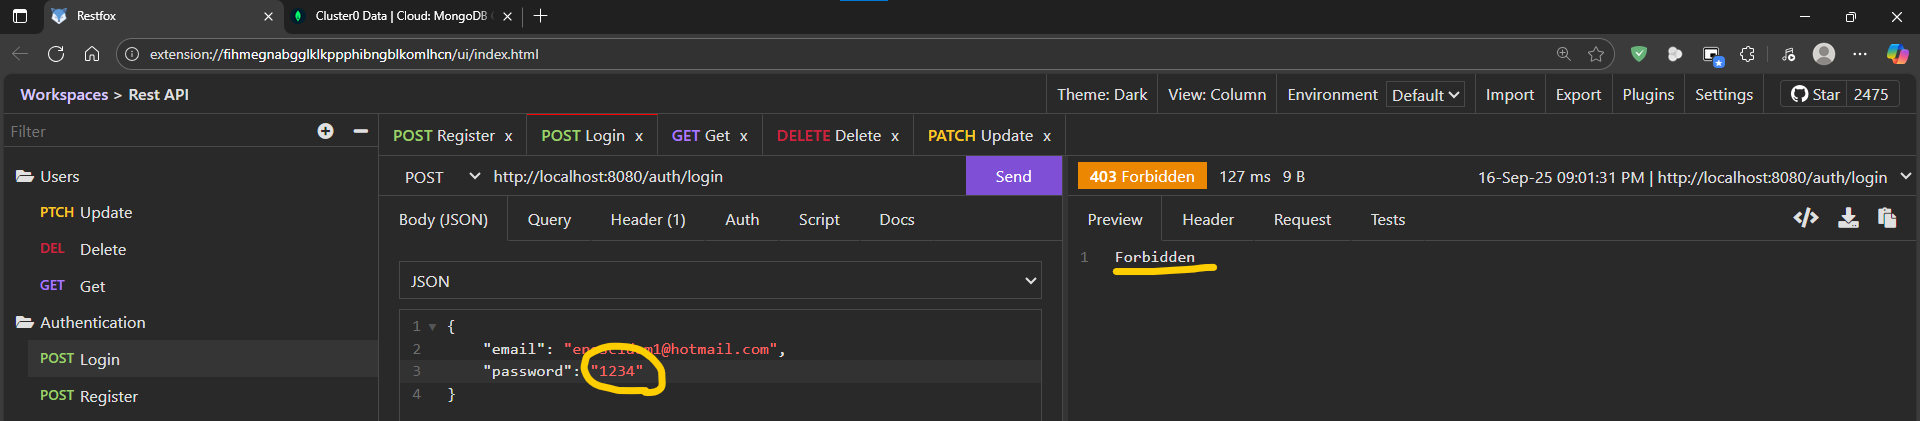 Restfox
Cluster0 Data | Cloud: MongoDB
extension://fihmegnabgglklkppphibngblkomlhcn/ui/index.html
Workspaces > Rest API
Theme: Dark
View: Column
Environment
Default
Import
Export
Plugins
Settings
Star
2475
Filter
POST Register x
POST Login x
GET Get x
DELETE Delete x
PATCH Update x
Users
PTCH Update
DEL Delete
GET Get
Authentication
POST Login
POST Register
POST
http://localhost:8080/auth/login
Send
Body (JSON)
Query
Header (1)
Auth
Script
Docs
JSON
1 {
2 "email": @hotmail.com",
3 "password": "1234"
4 }
403 Forbidden
127 ms
9 B
16-Sep-25 09:01:31 PM | http://localhost:8080/auth/login
Preview
Header
Request
Tests
1 Forbidden